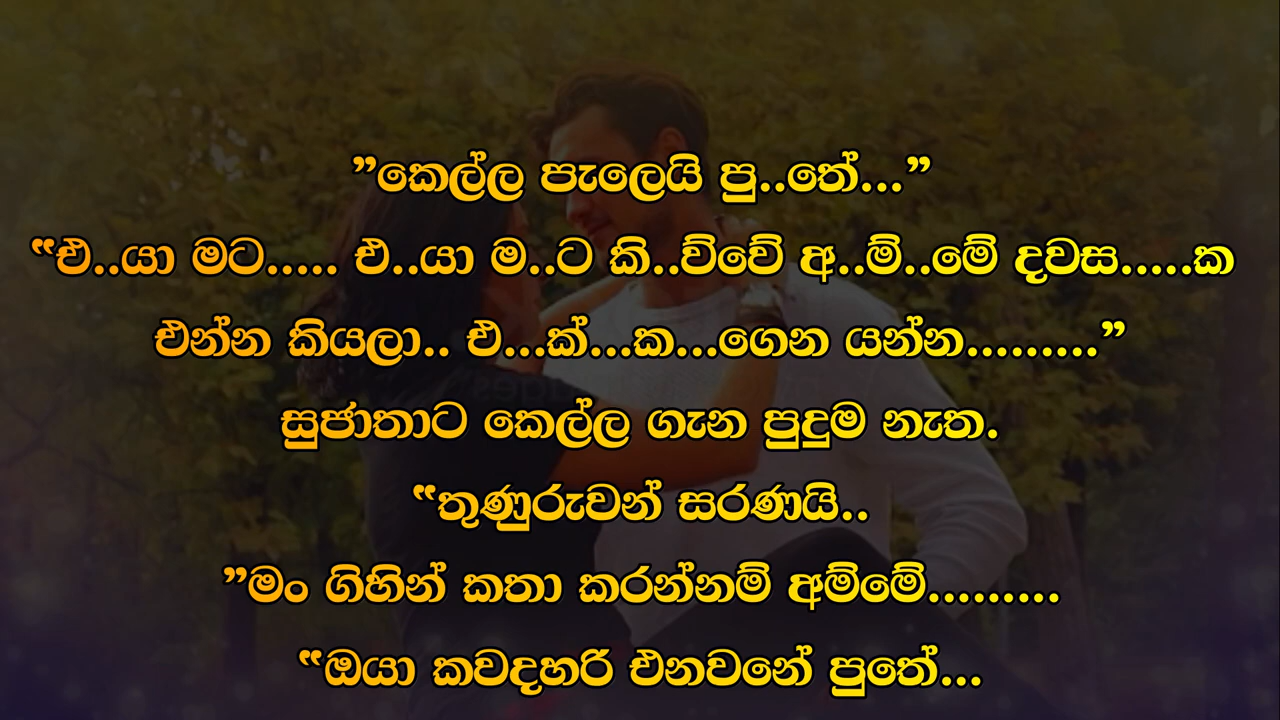 ”කෙල්ල පැලෙයි පු..තේ...”
“එ..යා මට..... එ..යා ම..ට කි..ව්වේ අ..ම්..මේ දවස.....ක
එන්න කියලා.. එ...ක්...ක...ගෙන යන්න.........”
සුජාතාට කෙල්ල ගැන පුදුම නැත.
“තුණුරුවන් සරණයි..
”මං ගිහින් කතා කරන්නම් අම්මේ.........
“ඔයා කවදහරි එනවනේ පුතේ...